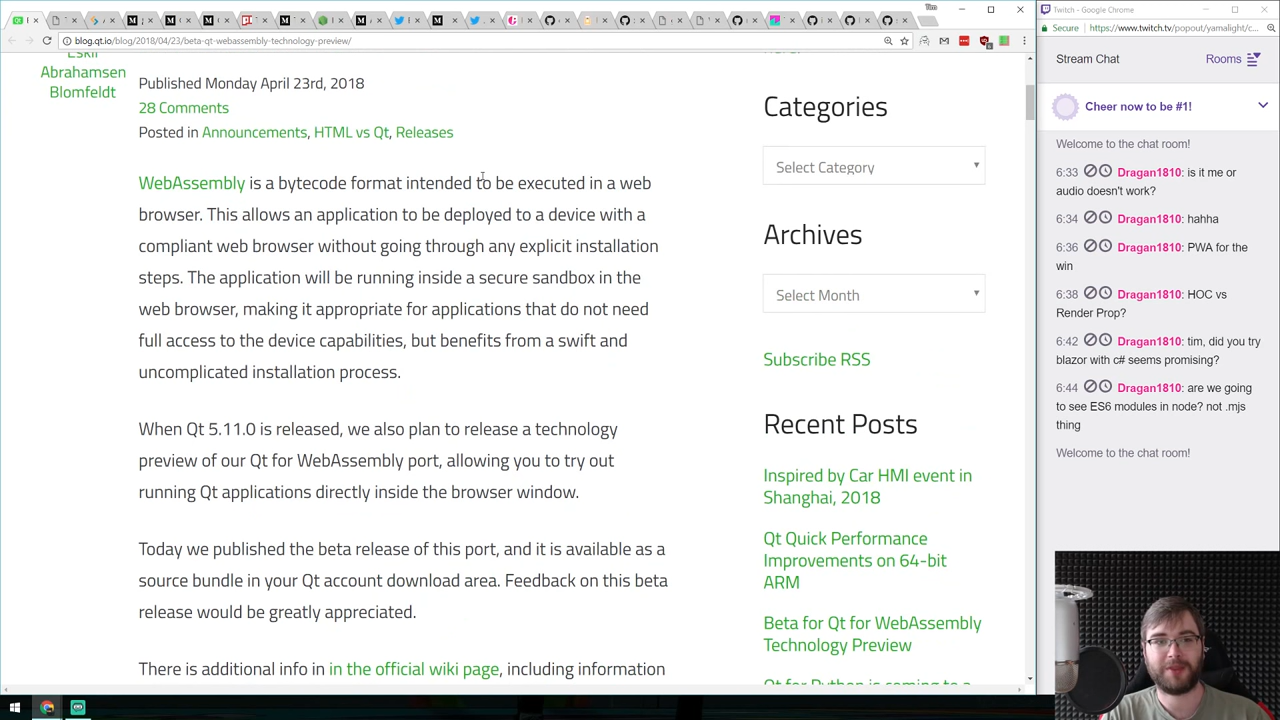 Tim
Twitch - Google Chrome
blog.qt.io/blog/2018/04/23/beta-qt-webassembly-technology-preview/
Secure
https://www.twitch.tv/popout/yamalight/c...
Eskil
Abrahamsen
Blomfeldt
Published Monday April 23rd, 2018
28 Comments
Posted in Announcements, HTML vs Qt, Releases
WebAssembly is a bytecode format intended to be executed in a web
browser. This allows an application to be deployed to a device with a
compliant web browser without going through any explicit installation
steps. The application will be running inside a secure sandbox in the
web browser, making it appropriate for applications that do not need
full access to the device capabilities, but benefits from a swift and
uncomplicated installation process.
When Qt 5.11.0 is released, we also plan to release a technology
preview of our Qt for WebAssembly port, allowing you to try out
running Qt applications directly inside the browser window.
Today we published the beta release of this port, and it is available as a
source bundle in your Qt account download area. Feedback on this beta
release would be greatly appreciated.
There is additional info in in the official wiki page, including information
Categories
Select Category
Archives
Select Month
Subscribe RSS
Recent Posts
Inspired by Car HMI event in
Shanghai, 2018
Qt Quick Performance
Improvements on 64-bit
ARM
Beta for Qt for WebAssembly
Technology Preview
Qt for Python is coming to a
Stream Chat
Rooms
Cheer now to be #1!
Welcome to the chat room!
6:33 Dragan1810: is it me or
audio doesn't work?
6:34 Dragan1810: hahha
6:36 Dragan1810: PWA for the
win
6:38 Dragan1810: HOC vs
Render Prop?
6:42 Dragan1810: tim, did you try
blazor with c# seems promising?
6:44 Dragan1810: are we going
to see ES6 modules in node? not .mjs
thing
Welcome to the chat room!